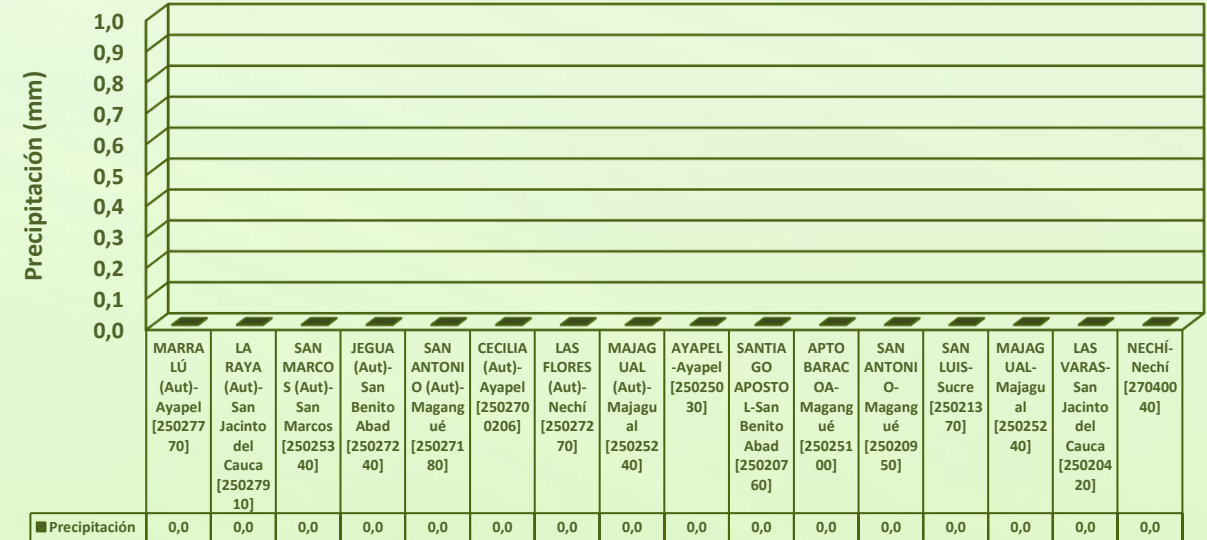 Precipitación (mm)
1,0
0,9
0,8
0,7
0,6
0,5
0,4
0,3
0,2
0,1
0,0
MARRA
LÚ
(Aut)-
Ayapel
[250277
70]
LA
RAYA
(Aut)-
San
Jacinto
del
Cauca
[250279
10]
SAN
MARCO
S (Aut)-
San
Marcos
[250253
40]
JEGUA
(Aut)-
San
Benito
Abad
[250272
40]
SAN
ANTONI
O (Aut)-
Magang
ué
[250271
80]
CECILIA
(Aut)-
Ayapel
[250270
0206]
LAS
FLORES
(Aut)-
Nechí
[250272
70]
MAJAG
UAL
(Aut)-
Majagu
al
[250252
40]
AYAPEL
-Ayapel
[250250
30]
SANTIA
GO
APOSTO
L-San
Benito
Abad
[250207
60]
APTO
BARAC
OA-
Magang
ué
[250251
00]
SAN
ANTONI
O-
Magang
ué
[250209
50]
SAN
LUIS-
Sucre
[250213
70]
MAJAG
UAL-
Majagu
al
[250252
40]
LAS
VARAS-
San
Jacinto
del
Cauca
[250204
20]
NECHÍ-
Nechí
[270400
40]
Precipitación 0,0 0,0 0,0 0,0 0,0 0,0 0,0 0,0 0,0 0,0 0,0 0,0 0,0 0,0 0,0 0,0